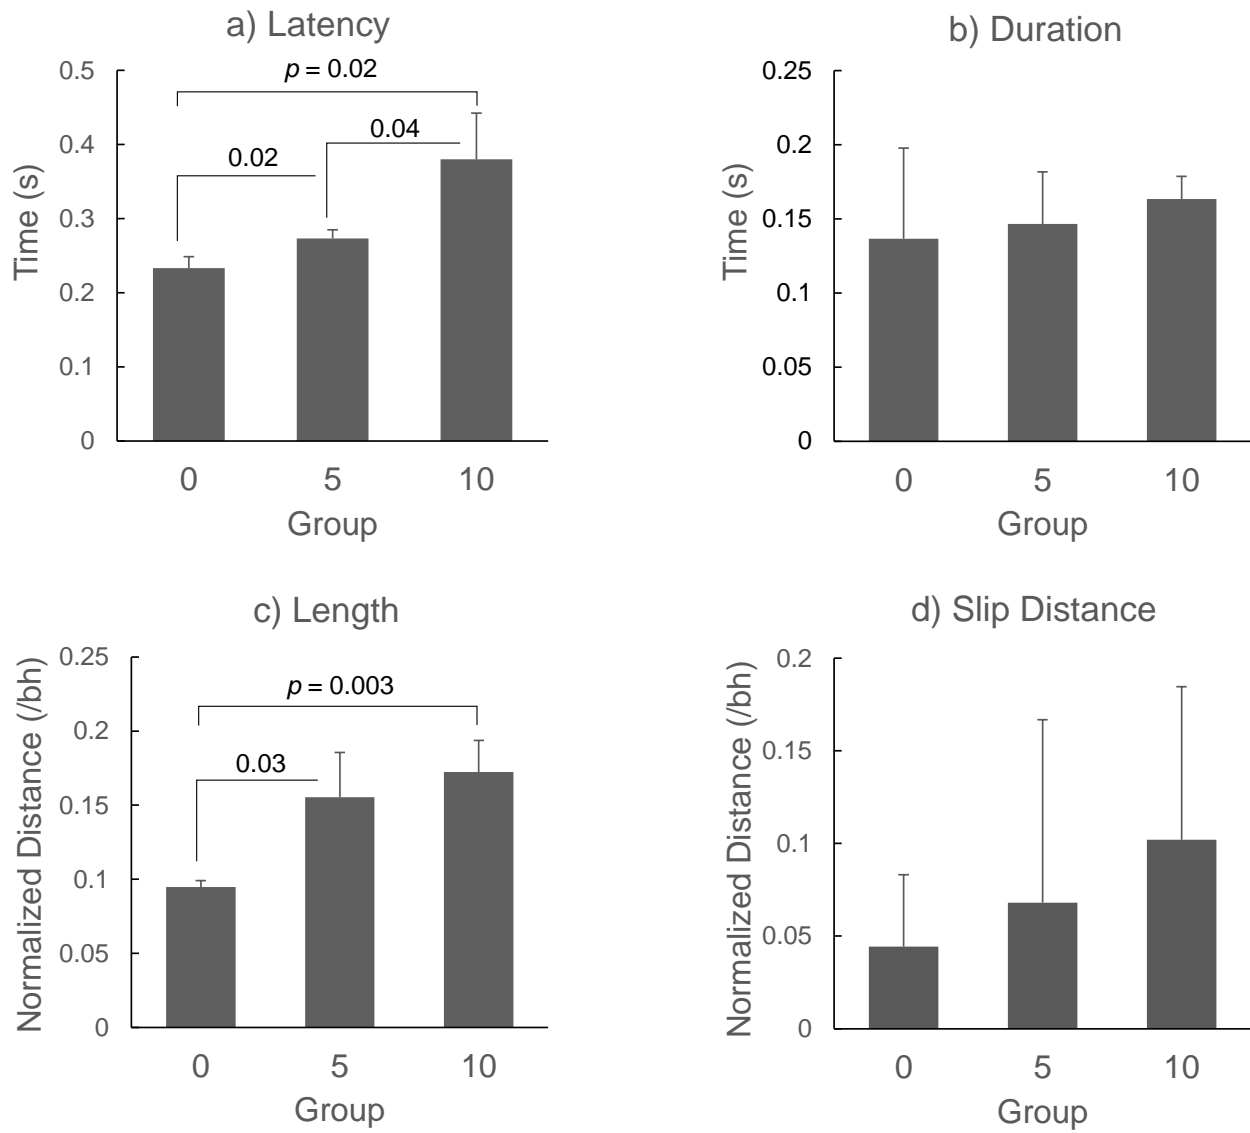 a) Latency
Time (s)
0.5
0.4
0.3
0.2
0.1
0
p = 0.02
0.02
0.04
0 5 10
Group
b) Duration
Time (s)
0.25
0.2
0.15
0.1
0.05
0
0 5 10
Group
c) Length
Normalized Distance (/bh)
0.25
0.2
0.15
0.1
0.05
0
p = 0.003
0.03
0 5 10
Group
d) Slip Distance
Normalized Distance (/bh)
0.2
0.15
0.1
0.05
0
0 5 10
Group